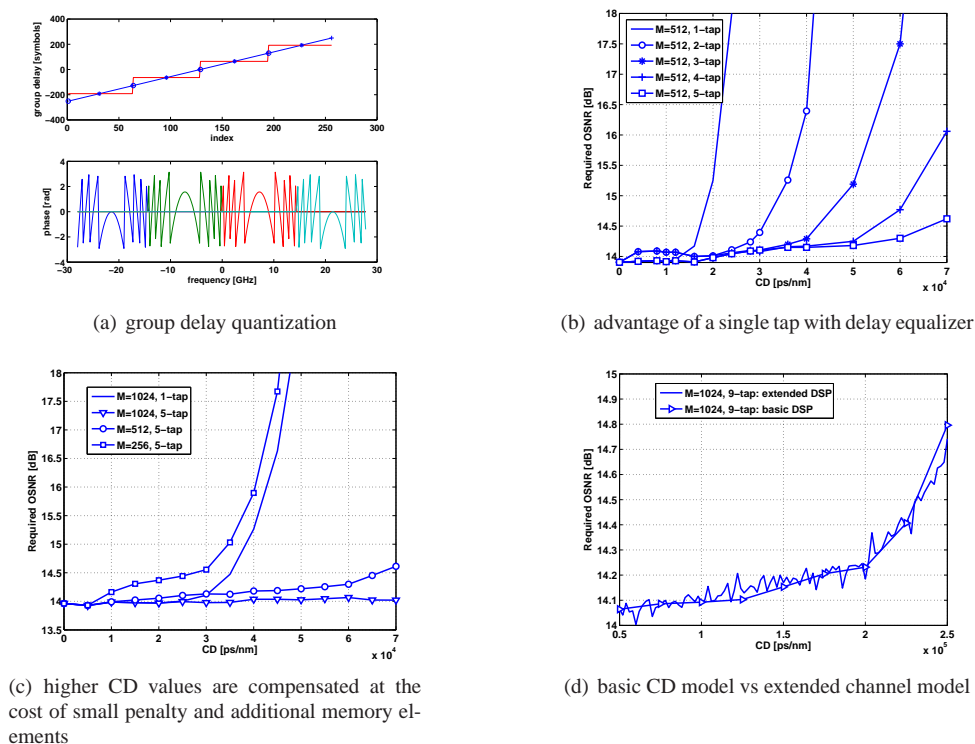 400
200
0
−200
−400
group delay [symbols]
0 50 100 150 200 250 300
index
4
2
0
−2
−4
phase [rad]
−30 −20 −10 0 10 20 30
frequency [GHz]
(a) group delay quantization
18
17.5
17
16.5
16
15.5
15
14.5
14
Required OSNR [dB]
M=512, 1−tap
M=512, 2−tap
M=512, 3−tap
M=512, 4−tap
M=512, 5−tap
0 1 2 3 4 5 6 7
CD [ps/nm]
x 10^4
(b) advantage of a single tap with delay equalizer
18
17.5
17
16.5
16
15.5
15
14.5
14
13.5
Required OSNR [dB]
M=1024, 1−tap
M=1024, 5−tap
M=512, 5−tap
M=256, 5−tap
0 1 2 3 4 5 6 7
CD [ps/nm]
x 10^4
(c) higher CD values are compensated at the
cost of small penalty and additional memory el-
ements
15
14.9
14.8
14.7
14.6
14.5
14.4
14.3
14.2
14.1
14
Required OSNR [dB]
M=1024, 9−tap: extended DSP
M=1024, 9−tap: basic DSP
0.5 1 1.5 2 2.5
CD [ps/nm]
x 10^5
(d) basic CD model vs extended channel model